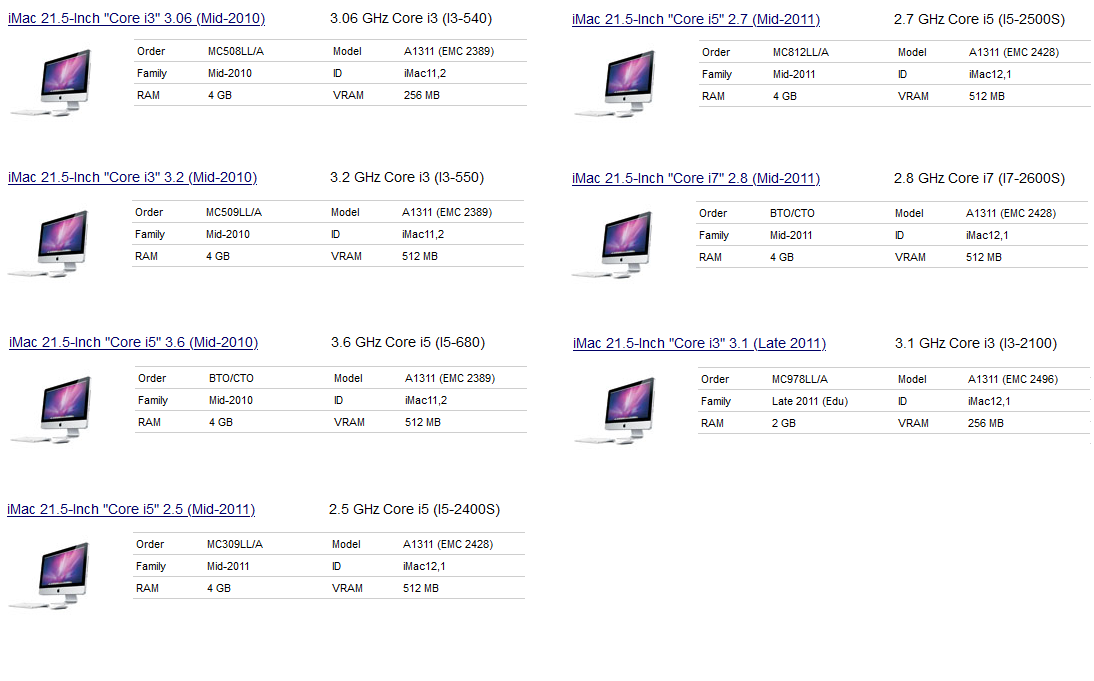 iMac 21.5-Inch "Core i3" 3.06 (Mid-2010) 3.06 GHz Core i3 (I3-540)
Order MC508LL/A Model A1311 (EMC 2389)
Family Mid-2010 ID iMac11,2
RAM 4 GB VRAM 256 MB
iMac 21.5-Inch "Core i3" 3.2 (Mid-2010) 3.2 GHz Core i3 (I3-550)
Order MC509LL/A Model A1311 (EMC 2389)
Family Mid-2010 ID iMac11,2
RAM 4 GB VRAM 512 MB
iMac 21.5-Inch "Core i5" 3.6 (Mid-2010) 3.6 GHz Core i5 (I5-680)
Order BTO/CTO Model A1311 (EMC 2389)
Family Mid-2010 ID iMac11,2
RAM 4 GB VRAM 512 MB
iMac 21.5-Inch "Core i5" 2.5 (Mid-2011) 2.5 GHz Core i5 (I5-2400S)
Order MC309LL/A Model A1311 (EMC 2428)
Family Mid-2011 ID iMac12,1
RAM 4 GB VRAM 512 MB
iMac 21.5-Inch "Core i5" 2.7 (Mid-2011) 2.7 GHz Core i5 (I5-2500S)
Order MC812LL/A Model A1311 (EMC 2428)
Family Mid-2011 ID iMac12,1
RAM 4 GB VRAM 512 MB
iMac 21.5-Inch "Core i7" 2.8 (Mid-2011) 2.8 GHz Core i7 (I7-2600S)
Order BTO/CTO Model A1311 (EMC 2428)
Family Mid-2011 ID iMac12,1
RAM 4 GB VRAM 512 MB
iMac 21.5-Inch "Core i3" 3.1 (Late 2011) 3.1 GHz Core i3 (I3-2100)
Order MC978LL/A Model A1311 (EMC 2496)
Family Late 2011 (Edu) ID iMac12,1
RAM 2 GB VRAM 256 MB